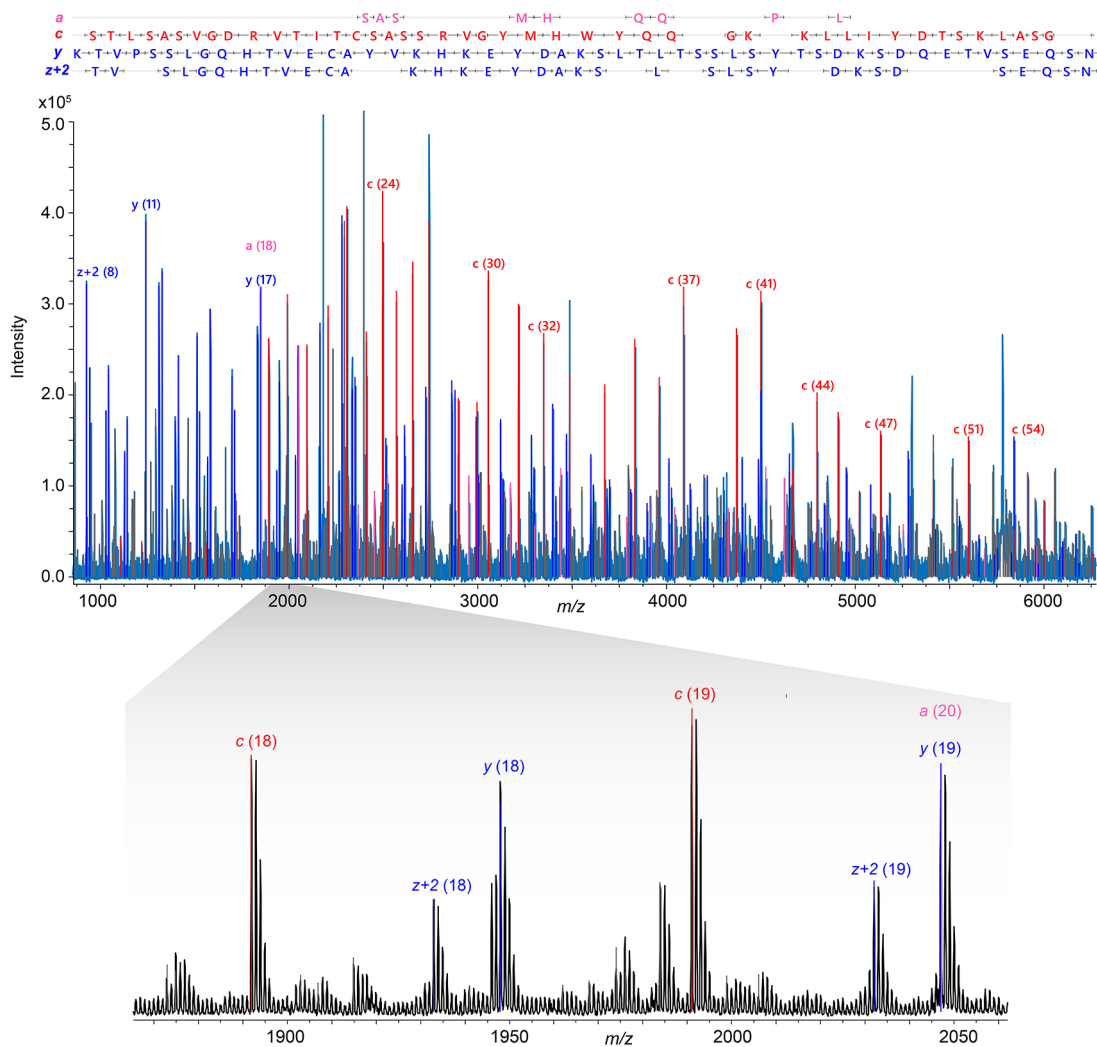 a S A S M H Q Q P L
c S T L S A S V G D R V T I T C S A S S R V G Y M H W Y Q Q G K K L L I Y D T S K L A S G
y K T V P S S L G Q H T V E C A Y V K H K E Y D A K S L T L T S S L S Y T S D K S D Q E T V S E Q S N
z+2 T V S L G Q H T V E C A K H K E Y D A K S L S L S Y D K S D S E Q S N
x10⁵
5.0
c (24)
4.0
y (11)
a (18)
c (30)
z+2 (8)
y (17)
c (37)
c (41)
3.0
c (32)
Intensity
2.0
c (44)
c (47)
c (51)
c (54)
1.0
0.0
1000 2000 3000 4000 5000 6000
m/z
c (19)
a (20)
c (18)
y (19)
y (18)
z+2 (19)
z+2 (18)
1900 1950 2000 2050
m/z